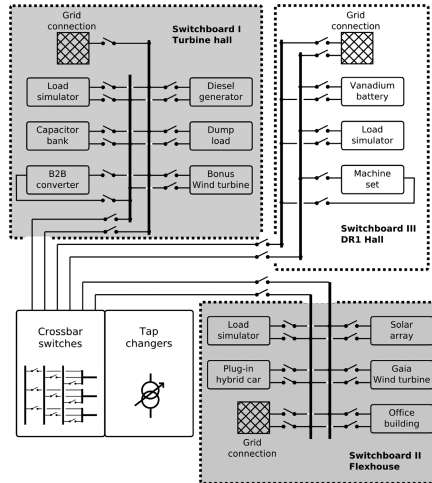 Grid
connection
Switchboard I
Turbine hall
Load
simulator
Diesel
generator
Capacitor
bank
Dump
load
B2B
converter
Bonus
Wind turbine
Grid
connection
Vanadium
battery
Load
simulator
Machine
set
Switchboard III
DR1 Hall
Crossbar
switches
Tap
changers
Load
simulator
Solar
array
Plug-in
hybrid car
Gaia
Wind turbine
Office
building
Grid
connection
Switchboard II
Flexhouse